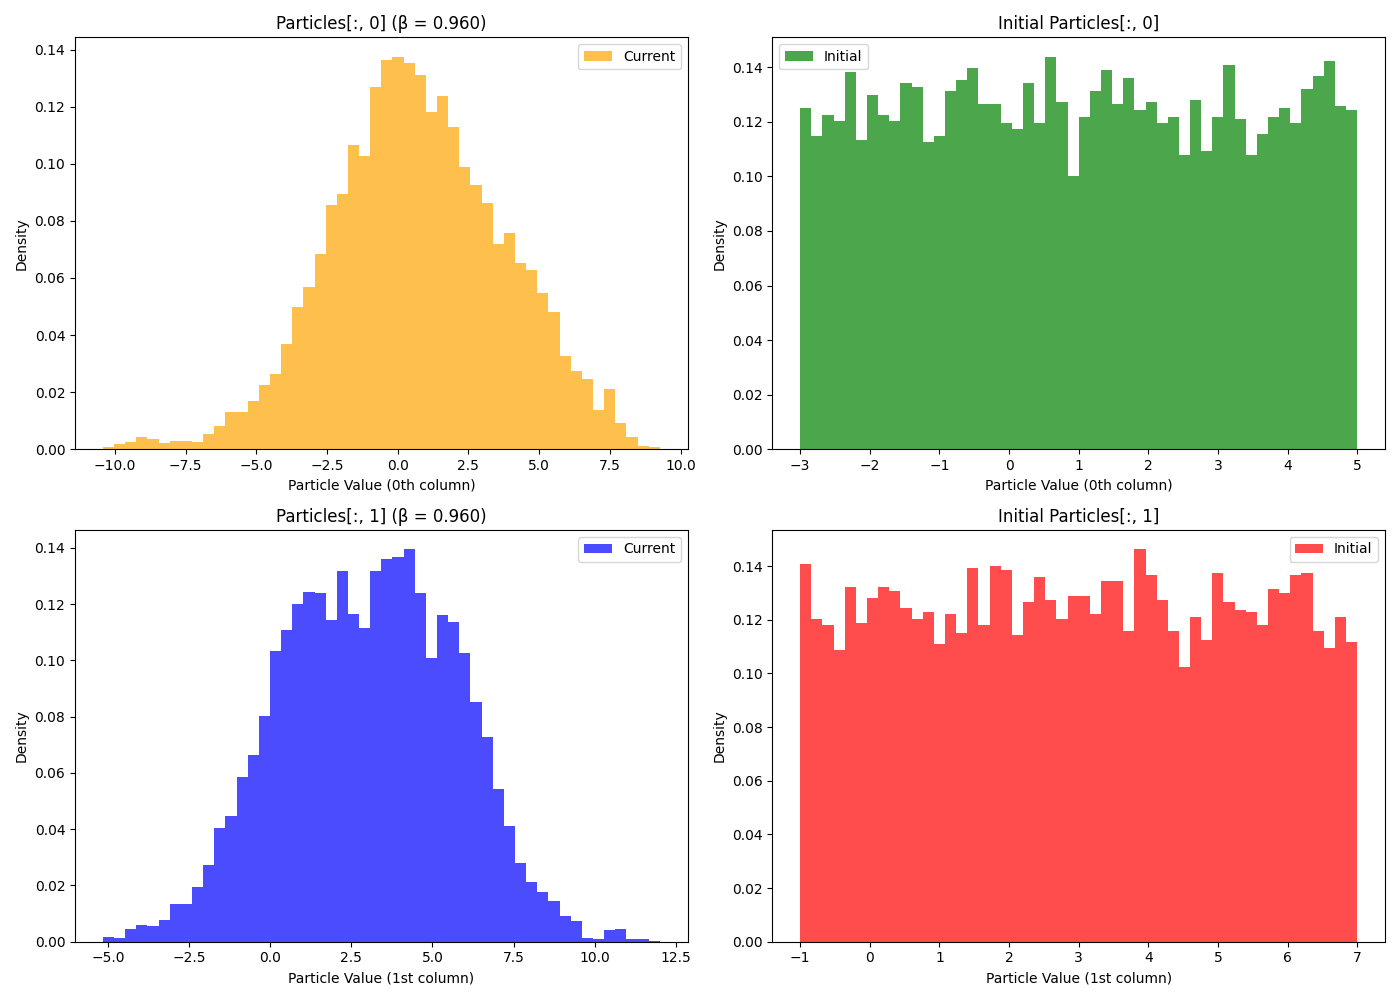 Particles[:, 0] (β = 0.960)
Current
Density
0.14
0.12
0.10
0.08
0.06
0.04
0.02
0.00
−10.0 −7.5 −5.0 −2.5 0.0 2.5 5.0 7.5 10.0
Particle Value (0th column)
Initial Particles[:, 0]
Initial
Density
0.14
0.12
0.10
0.08
0.06
0.04
0.02
0.00
−3 −2 −1 0 1 2 3 4 5
Particle Value (0th column)
Particles[:, 1] (β = 0.960)
Current
Density
0.14
0.12
0.10
0.08
0.06
0.04
0.02
0.00
−5.0 −2.5 0.0 2.5 5.0 7.5 10.0 12.5
Particle Value (1st column)
Initial Particles[:, 1]
Initial
Density
0.14
0.12
0.10
0.08
0.06
0.04
0.02
0.00
−1 0 1 2 3 4 5 6 7
Particle Value (1st column)